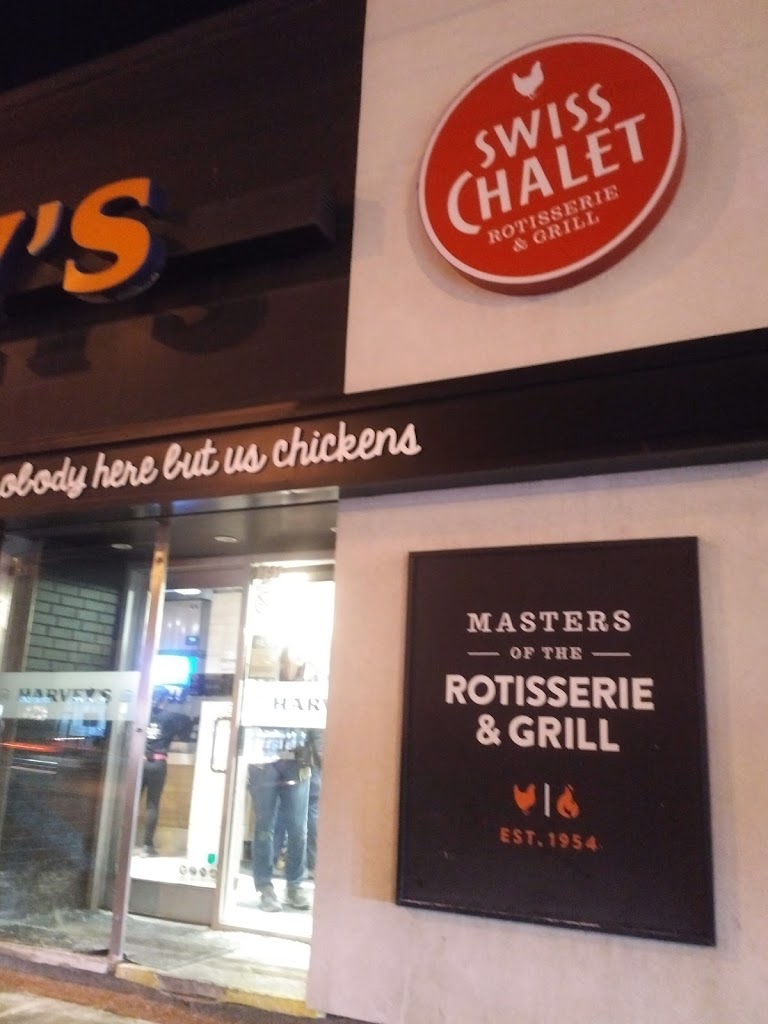 SWISS
CHALET
ROTISSERIE
& GRILL
'S
obody here but us chickens
MASTERS
OF THE
ROTISSERIE
& GRILL
EST. 1954
HARVEY'S
HARV